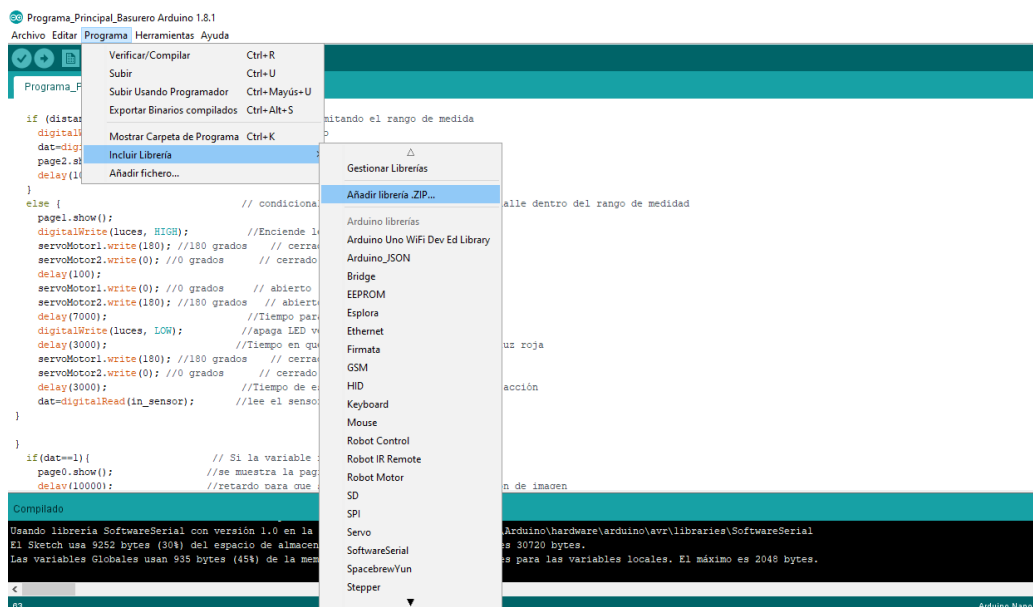 Programa_Principal_Basurero Arduino 1.8.1
Archivo Editar Programa Herramientas Ayuda
Verificar/Compilar Ctrl+R
Subir Ctrl+U
Subir Usando Programador Ctrl+Mayús+U
Exportar Binarios compilados Ctrl+Alt+S
Mostrar Carpeta de Programa Ctrl+K
Incluir Librería
Añadir fichero...
Gestionar Librerías
Añadir librería .ZIP...
Arduino librerías
Arduino Uno WiFi Dev Ed Library
Arduino_JSON
Bridge
EEPROM
Esplora
Ethernet
Firmata
GSM
HID
Keyboard
Mouse
Robot Control
Robot IR Remote
Robot Motor
SD
SPI
Servo
SoftwareSerial
SpacebrewYun
Stepper
Programa_P
if (distan mitando el rango de medida
digitalW
dat=digi
page2.sh
delay(10
}
else { // condiciona alle dentro del rango de medidad
page1.show();
digitalWrite(luces, HIGH); //Enciende l
servoMotor1.write(180); //180 grados // cerra
servoMotor2.write(0); //0 grados // cerrado
delay(100);
servoMotor1.write(0); //0 grados // abierto
servoMotor2.write(180); //180 grados // abiert
delay(7000); //Tiempo par
digitalWrite(luces, LOW); //apaga LED v
delay(3000); //Tiempo en qu uz roja
servoMotor1.write(180); //180 grados // cerra
servoMotor2.write(0); //0 grados // cerrado
delay(3000); //Tiempo de e acción
dat=digitalRead(in_sensor); //lee el senso
}
}
if(dat==1){ // Si la variable
page0.show(); //se muestra la pag
delay(10000); //retardo para que n de imagen
Compilado
Usando librería SoftwareSerial con versión 1.0 en la \Arduino\hardware\arduino\avr\libraries\SoftwareSerial
El Sketch usa 9252 bytes (30%) del espacio de almacen es 30720 bytes.
Las variables Globales usan 935 bytes (45%) de la mem s para las variables locales. El máximo es 2048 bytes.
63 Arduino Nano